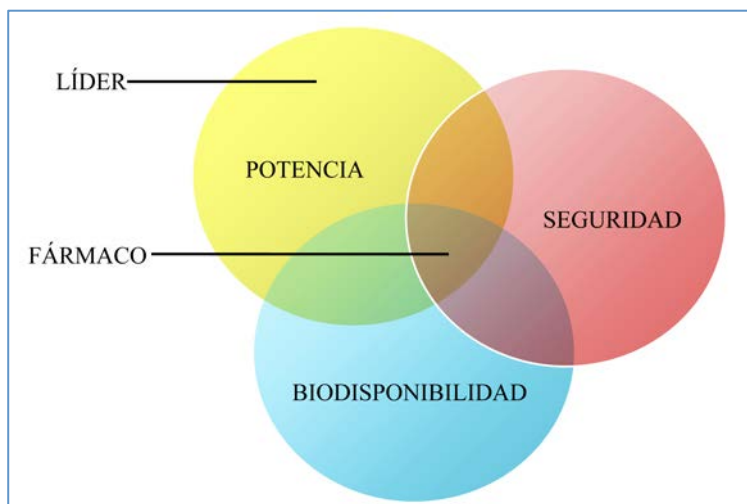 LÍDER
POTENCIA
SEGURIDAD
FÁRMACO
BIODISPONIBILIDAD